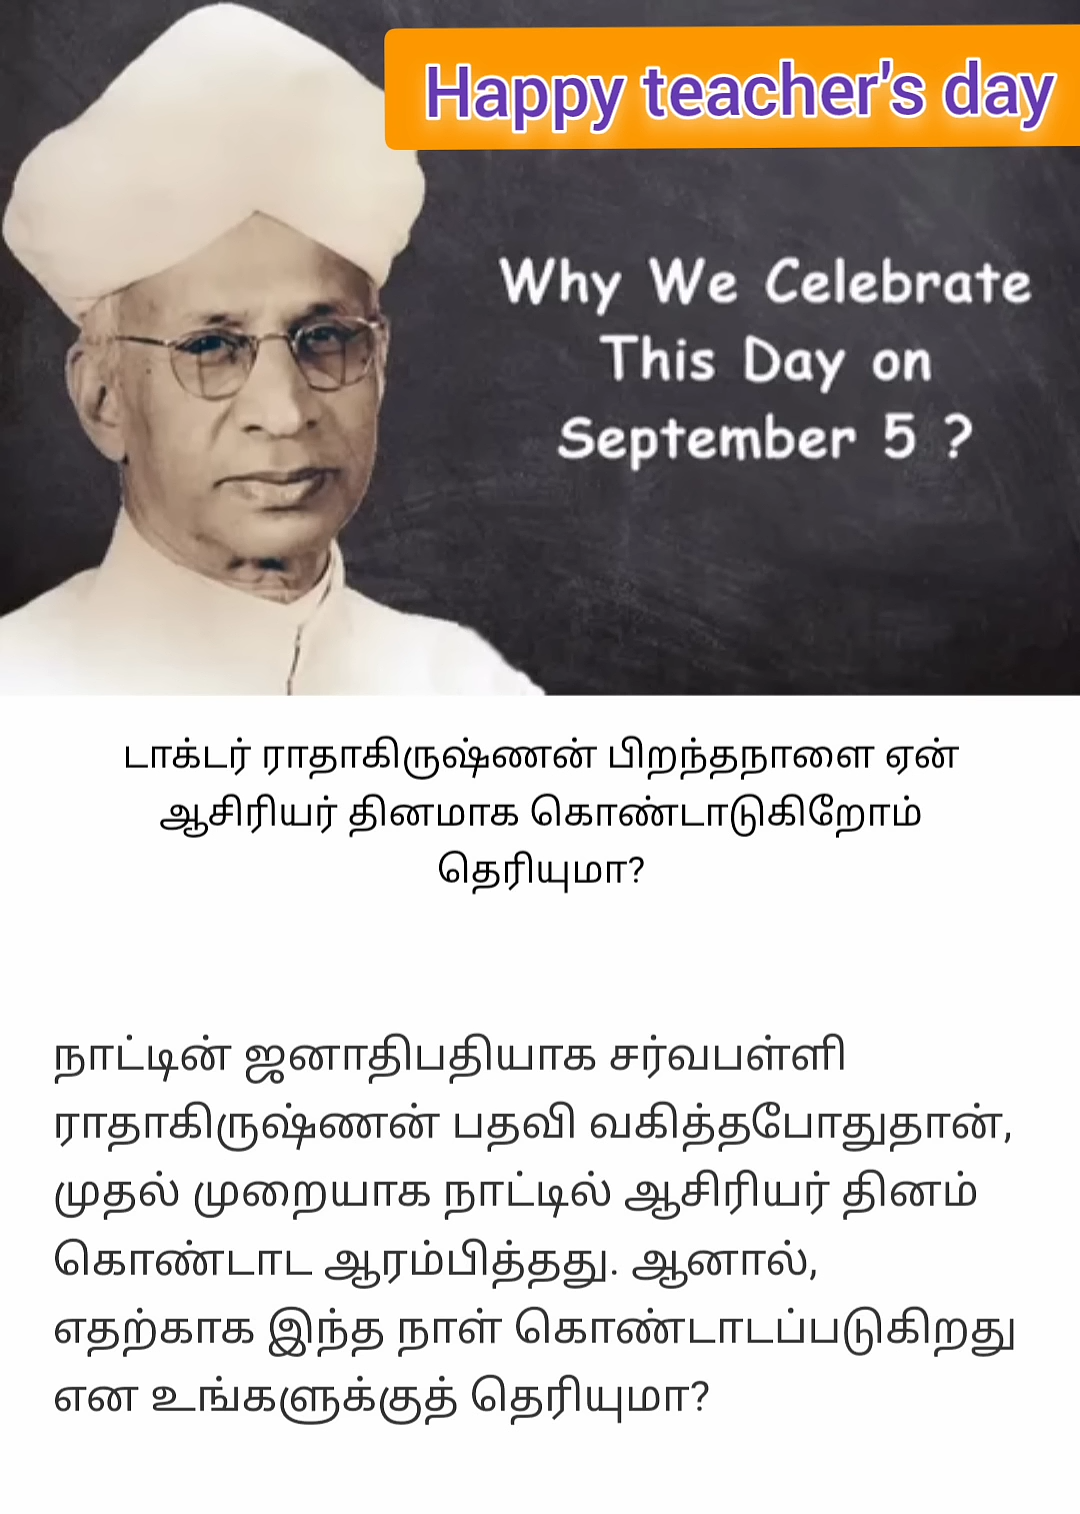 Happy teacher's day
Why We Celebrate
This Day on
September 5 ?
டாக்டர் ராதாகிருஷ்ணன் பிறந்தநாளை ஏன்
ஆசிரியர் தினமாக கொண்டாடுகிறோம்
தெரியுமா?
நாட்டின் ஜனாதிபதியாக சர்வபள்ளி
ராதாகிருஷ்ணன் பதவி வகித்தபோதுதான்,
முதல் முறையாக நாட்டில் ஆசிரியர் தினம்
கொண்டாட ஆரம்பித்தது. ஆனால்,
எதற்காக இந்த நாள் கொண்டாடப்படுகிறது
என உங்களுக்குத் தெரியுமா?